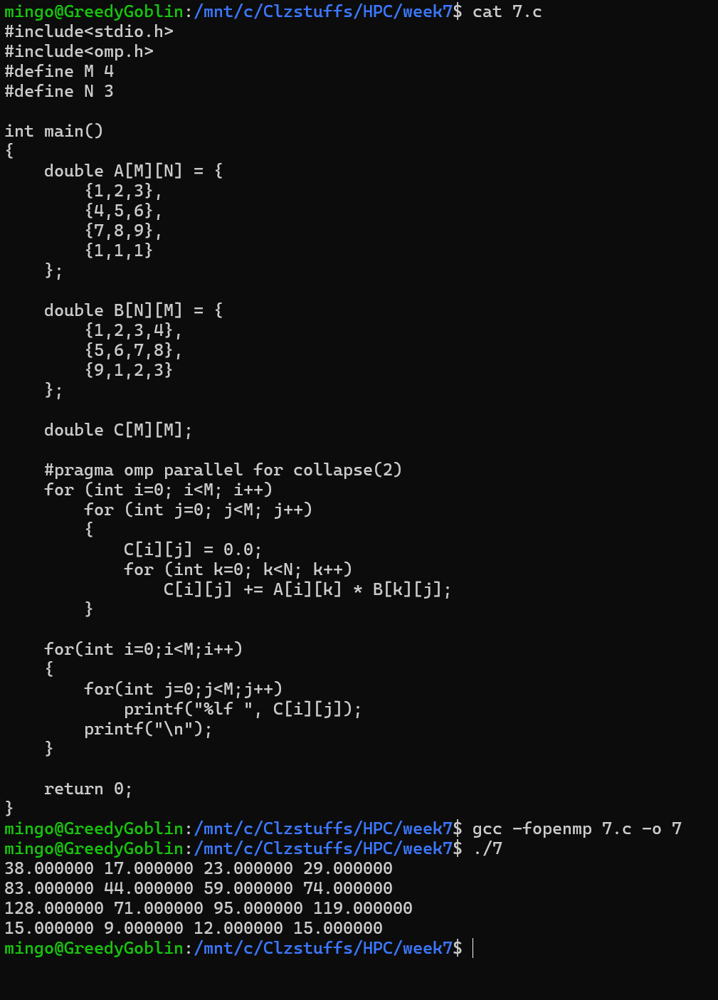 mingo@GreedyGoblin:/mnt/c/Clzstuffs/HPC/week7$ cat 7.c
#include<stdio.h>
#include<omp.h>
#define M 4
#define N 3

int main()
{
    double A[M][N] = {
        {1,2,3},
        {4,5,6},
        {7,8,9},
        {1,1,1}
    };

    double B[N][M] = {
        {1,2,3,4},
        {5,6,7,8},
        {9,1,2,3}
    };

    double C[M][M];

    #pragma omp parallel for collapse(2)
    for (int i=0; i<M; i++)
        for (int j=0; j<M; j++)
        {
            C[i][j] = 0.0;
            for (int k=0; k<N; k++)
                C[i][j] += A[i][k] * B[k][j];
        }

    for(int i=0;i<M;i++)
    {
        for(int j=0;j<M;j++)
            printf("%lf ", C[i][j]);
        printf("\n");
    }

    return 0;
}
mingo@GreedyGoblin:/mnt/c/Clzstuffs/HPC/week7$ gcc -fopenmp 7.c -o 7
mingo@GreedyGoblin:/mnt/c/Clzstuffs/HPC/week7$ ./7
38.000000 17.000000 23.000000 29.000000
83.000000 44.000000 59.000000 74.000000
128.000000 71.000000 95.000000 119.000000
15.000000 9.000000 12.000000 15.000000
mingo@GreedyGoblin:/mnt/c/Clzstuffs/HPC/week7$